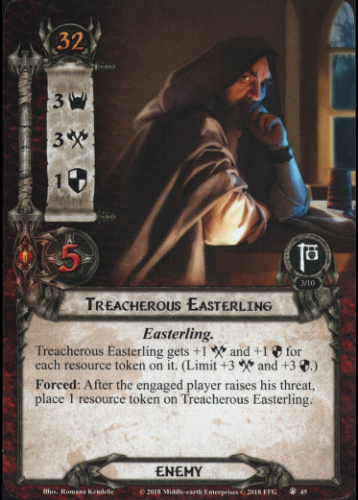 32
3
3
1
5
3/10
Treacherous Easterling
Easterling.
Treacherous Easterling gets +1 and +1 for
each resource token on it. (Limit +3 and +3 .)
Forced: After the engaged player raises his threat,
place 1 resource token on Treacherous Easterling.
ENEMY
Illus. Romana Kendelic © 2018 Middle-earth Enterprises © 2018 FFG 45